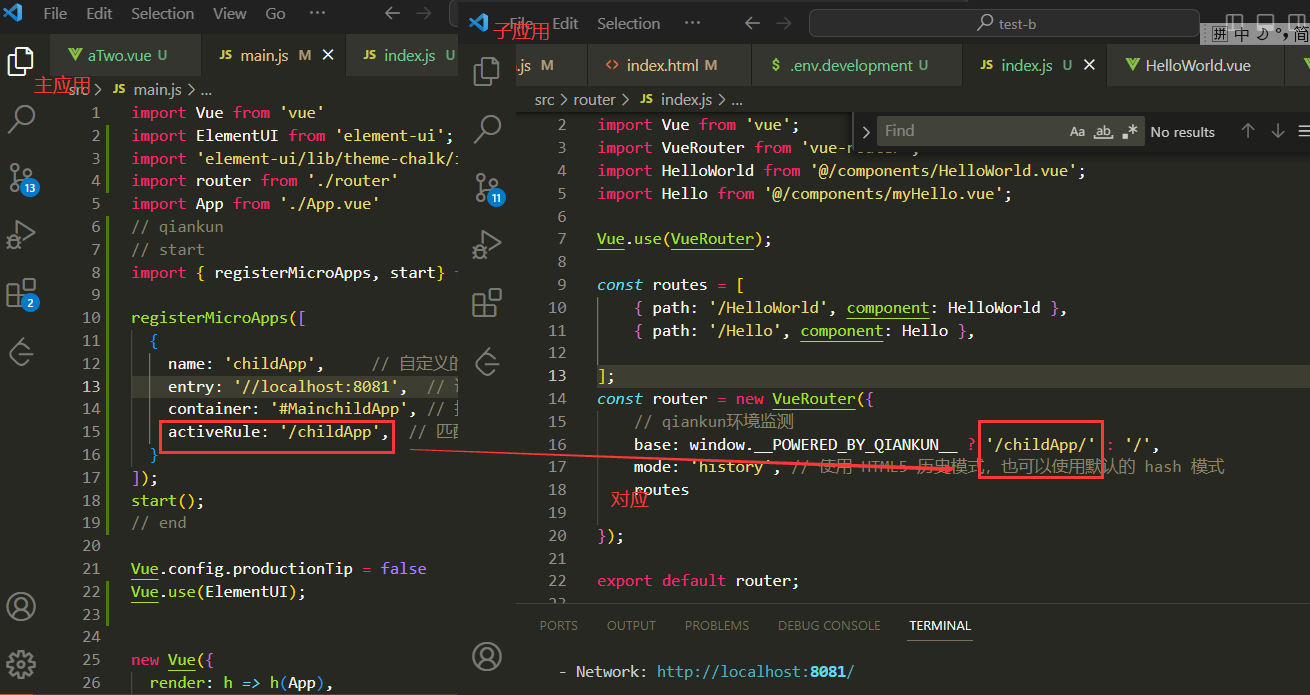 File Edit Selection View Go ···
aTwo.vue U
JS main.js M
JS index.js U
主应用
src > JS main.js > ...
1 import Vue from 'vue'
2 import ElementUI from 'element-ui';
3 import 'element-ui/lib/theme-chalk/
4 import router from './router'
5 import App from './App.vue'
6 // qiankun
7 // start
8 import { registerMicroApps, start}
9
10 registerMicroApps([
11 {
12 name: 'childApp', // 自定义的
13 entry: '//localhost:8081', //
14 container: '#MainchildApp', //
15 activeRule: '/childApp', // 匹配
16 }
17 ]);
18 start();
19 // end
20
21 Vue.config.productionTip = false
22 Vue.use(ElementUI);
23
24
25 new Vue({
26 render: h => h(App),
13
2
File Edit Selection ···
子应用
test-b
拼 中 简
.js M
<> index.html M
$ .env.development U
JS index.js U
HelloWorld.vue
src > router > JS index.js > ...
Find
Aa ab .*
No results
2 import Vue from 'vue';
3 import VueRouter from 'vue-router';
4 import HelloWorld from '@/components/HelloWorld.vue';
5 import Hello from '@/components/myHello.vue';
6
7 Vue.use(VueRouter);
8
9 const routes = [
10 { path: '/HelloWorld', component: HelloWorld },
11 { path: '/Hello', component: Hello },
12
13 ];
14 const router = new VueRouter({
15 // qiankun环境监测
16 base: window.__POWERED_BY_QIANKUN__ ? '/childApp/' : '/',
17 mode: 'history', // 使用 HTML5 历史模式，也可以使用默认的 hash 模式
18 routes
对应
19
20 });
21
22 export default router;
23
11
PORTS OUTPUT PROBLEMS DEBUG CONSOLE TERMINAL
- Network: http://localhost:8081/